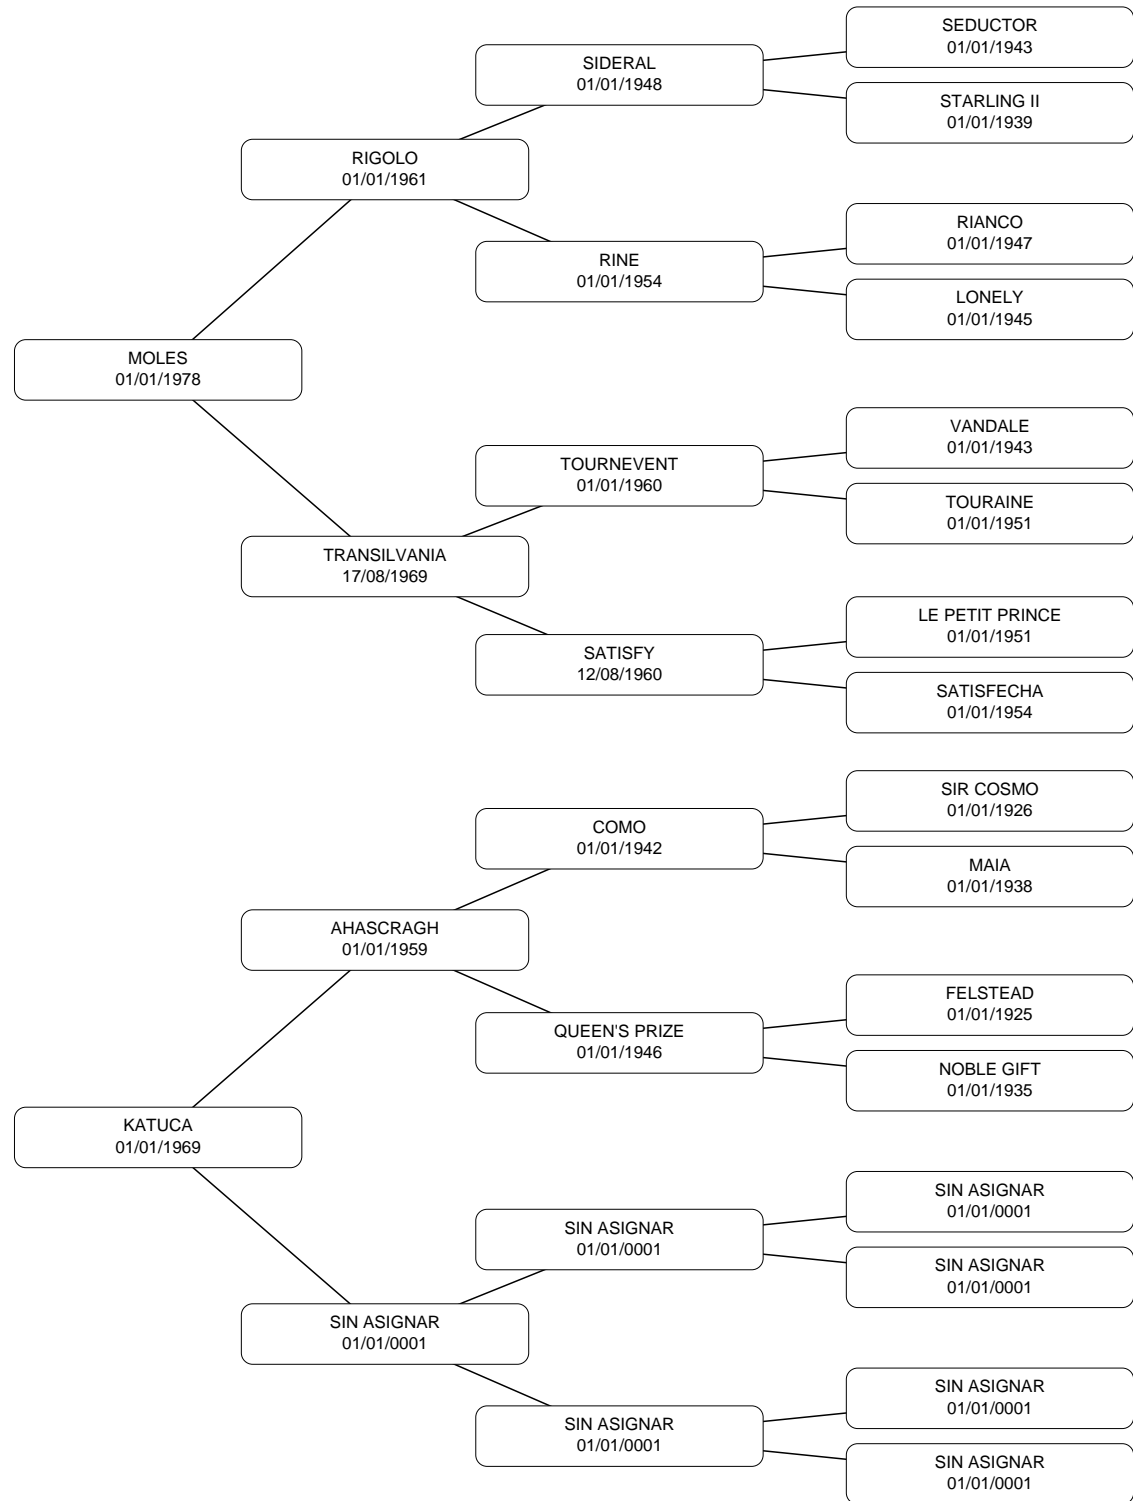 SEDUCTOR
01/01/1943
SIDERAL
01/01/1948
STARLING II
01/01/1939
RIGOLO
01/01/1961
RIANCO
01/01/1947
RINE
01/01/1954
LONELY
01/01/1945
MOLES
01/01/1978
VANDALE
01/01/1943
TOURNEVENT
01/01/1960
TOURAINE
01/01/1951
TRANSILVANIA
17/08/1969
LE PETIT PRINCE
01/01/1951
SATISFY
12/08/1960
SATISFECHA
01/01/1954
SIR COSMO
01/01/1926
COMO
01/01/1942
MAIA
01/01/1938
AHASCRAGH
01/01/1959
FELSTEAD
01/01/1925
QUEEN'S PRIZE
01/01/1946
NOBLE GIFT
01/01/1935
KATUCA
01/01/1969
SIN ASIGNAR
01/01/0001
SIN ASIGNAR
01/01/0001
SIN ASIGNAR
01/01/0001
SIN ASIGNAR
01/01/0001
SIN ASIGNAR
01/01/0001
SIN ASIGNAR
01/01/0001
SIN ASIGNAR
01/01/0001